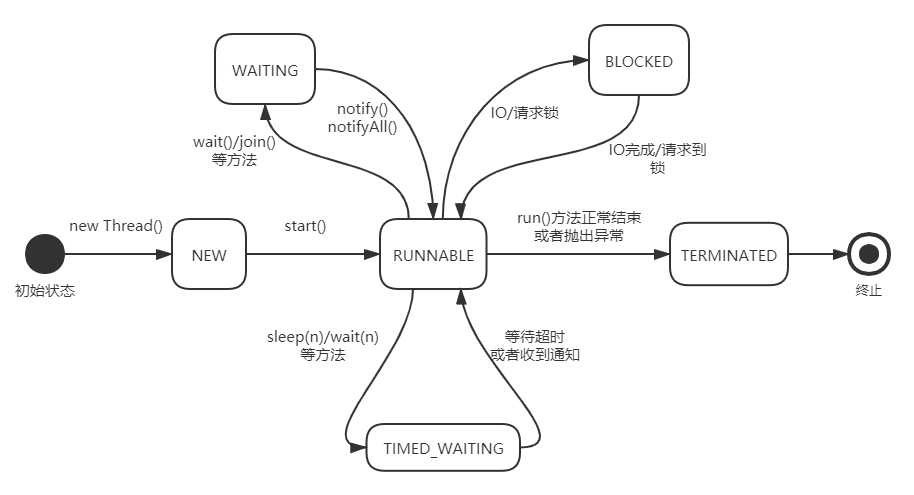 WAITING
BLOCKED
notify()
notifyAll()
IO/请求锁
wait()/join()
等方法
IO完成/请求到
锁
new Thread()
start()
run()方法正常结束
或者抛出异常
NEW
RUNNABLE
TERMINATED
初始状态
终止
sleep(n)/wait(n)
等方法
等待超时
或者收到通知
TIMED_WAITING